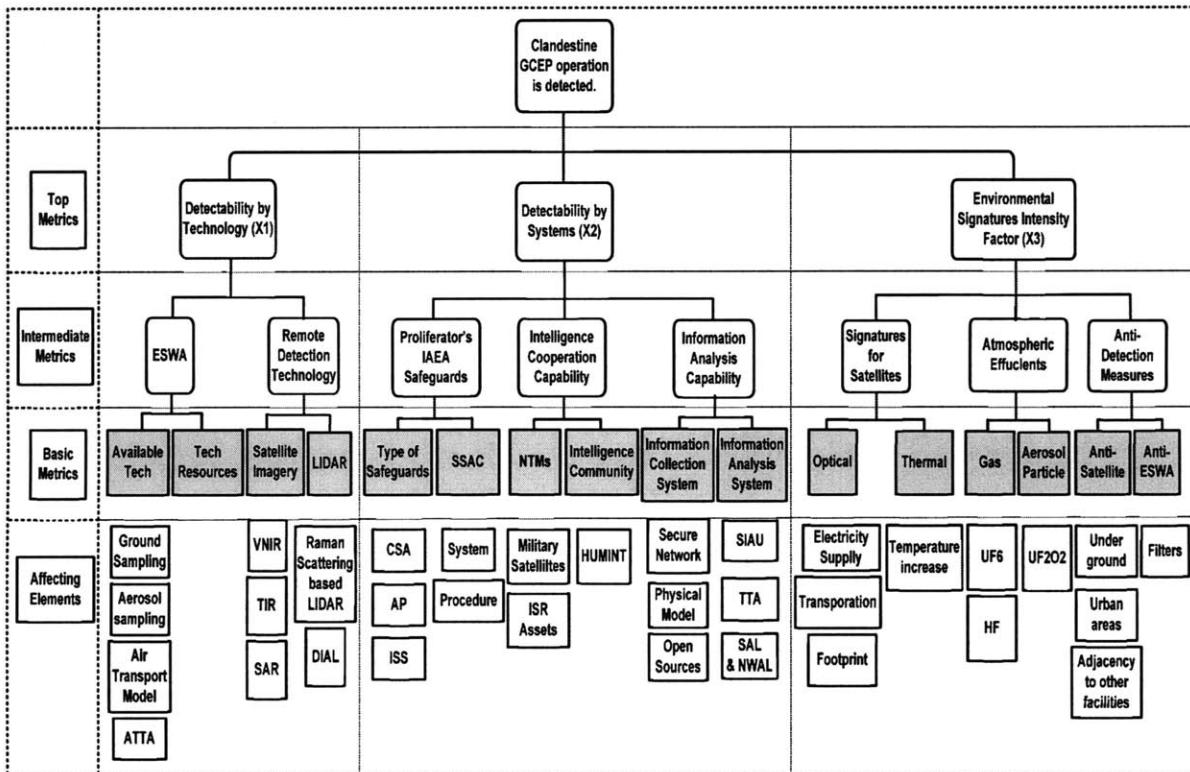 Clandestine
GCEP operation
is detected.
Top
Metrics
Detectability by
Technology (X1)
Detectability by
Systems (X2)
Environmental
Signatures Intensity
Factor (X3)
Intermediate
Metrics
ESWA
Remote
Detection
Technology
Proliferator's
IAEA
Safeguards
Intelligence
Cooperation
Capability
Information
Analysis
Capability
Signatures
for
Satellites
Atmospheric
Effucients
Anti-
Detection
Measures
Basic
Metrics
Available
Tech
Tech
Resources
Satellite
Imagery
LIDAR
Type of
Safeguards
SSAC
NTMs
Intelligence
Community
Information
Collection
System
Information
Analysis
System
Optical
Thermal
Gas
Aerosol
Particle
Anti-
Satellite
Anti-
ESWA
Affecting
Elements
Ground
Sampling
Aerosol
sampling
Air
Transport
Model
ATTA
VNIR
TIR
SAR
Raman
Scattering
based
LIDAR
DIAL
CSA
AP
ISS
System
Procedure
Military
Satelliltes
ISR
Assets
HUMINT
Secure
Network
Physical
Model
Open
Sources
SIAU
TTA
SAL
& NWAL
Electricity
Supplly
Transporation
Footprint
Temperature
increase
UF6
HF
UF2O2
Under
ground
Urban
areas
Adjacency
to other
facilities
Filters